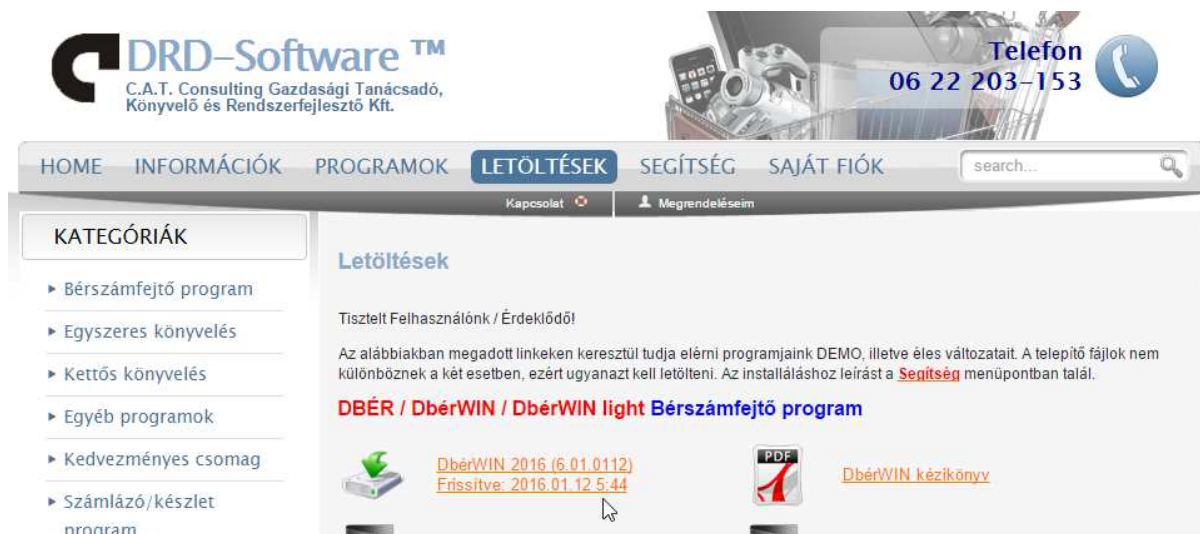 DRD-Software ™
C.A.T. Consulting Gazdasági Tanácsadó,
Könyvelő és Rendszerfejlesztő Kft.
Telefon
06 22 203-153
HOME INFORMÁCIÓK PROGRAMOK LETÖLTÉSEK SEGÍTSÉG SAJÁT FIÓK search...
Kapcsolat Megrendeléseim
KATEGÓRIÁK
Bérszámfejtő program
Egyszeres könyvelés
Kettős könyvelés
Egyéb programok
Kedvezményes csomag
Számlázó/készlet
program
Letöltések
Tisztelt Felhasználónk / Érdeklődő!
Az alábbiakban megadott linkeken keresztül tudja elérni programjaink DEMO, illetve éles változatait. A telepítő fájlok nem
különböznek a két esetben, ezért ugyanazt kell letölteni. Az installáláshoz leírást a Segítség menüpontban talál.
DBÉR / DbérWIN / DbérWIN light Bérszámfejtő program
DbérWIN 2016 (6.01.0112)
Frissítve: 2016.01.12 5:44
PDF
DbérWIN kézikönyv